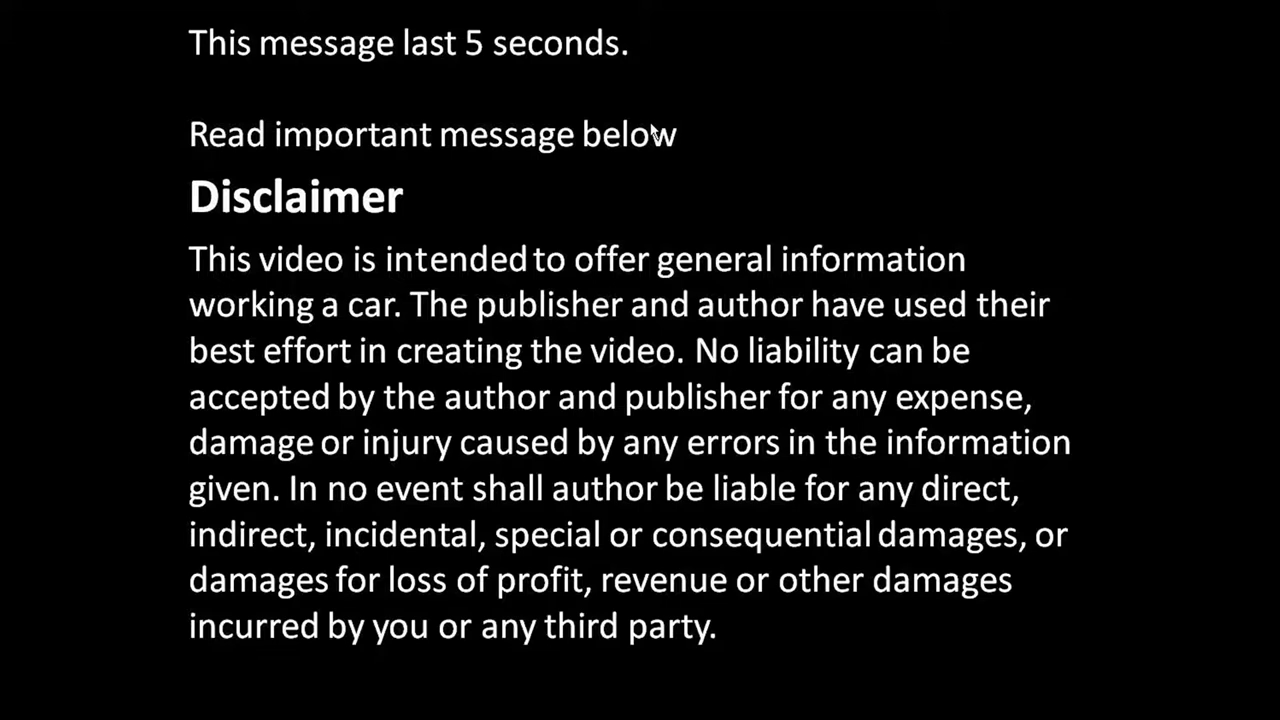 This message last 5 seconds.
Read important message below
Disclaimer
This video is intended to offer general information
working a car. The publisher and author have used their
best effort in creating the video. No liability can be
accepted by the author and publisher for any expense,
damage or injury caused by any errors in the information
given. In no event shall author be liable for any direct,
indirect, incidental, special or consequential damages, or
damages for loss of profit, revenue or other damages
incurred by you or any third party.